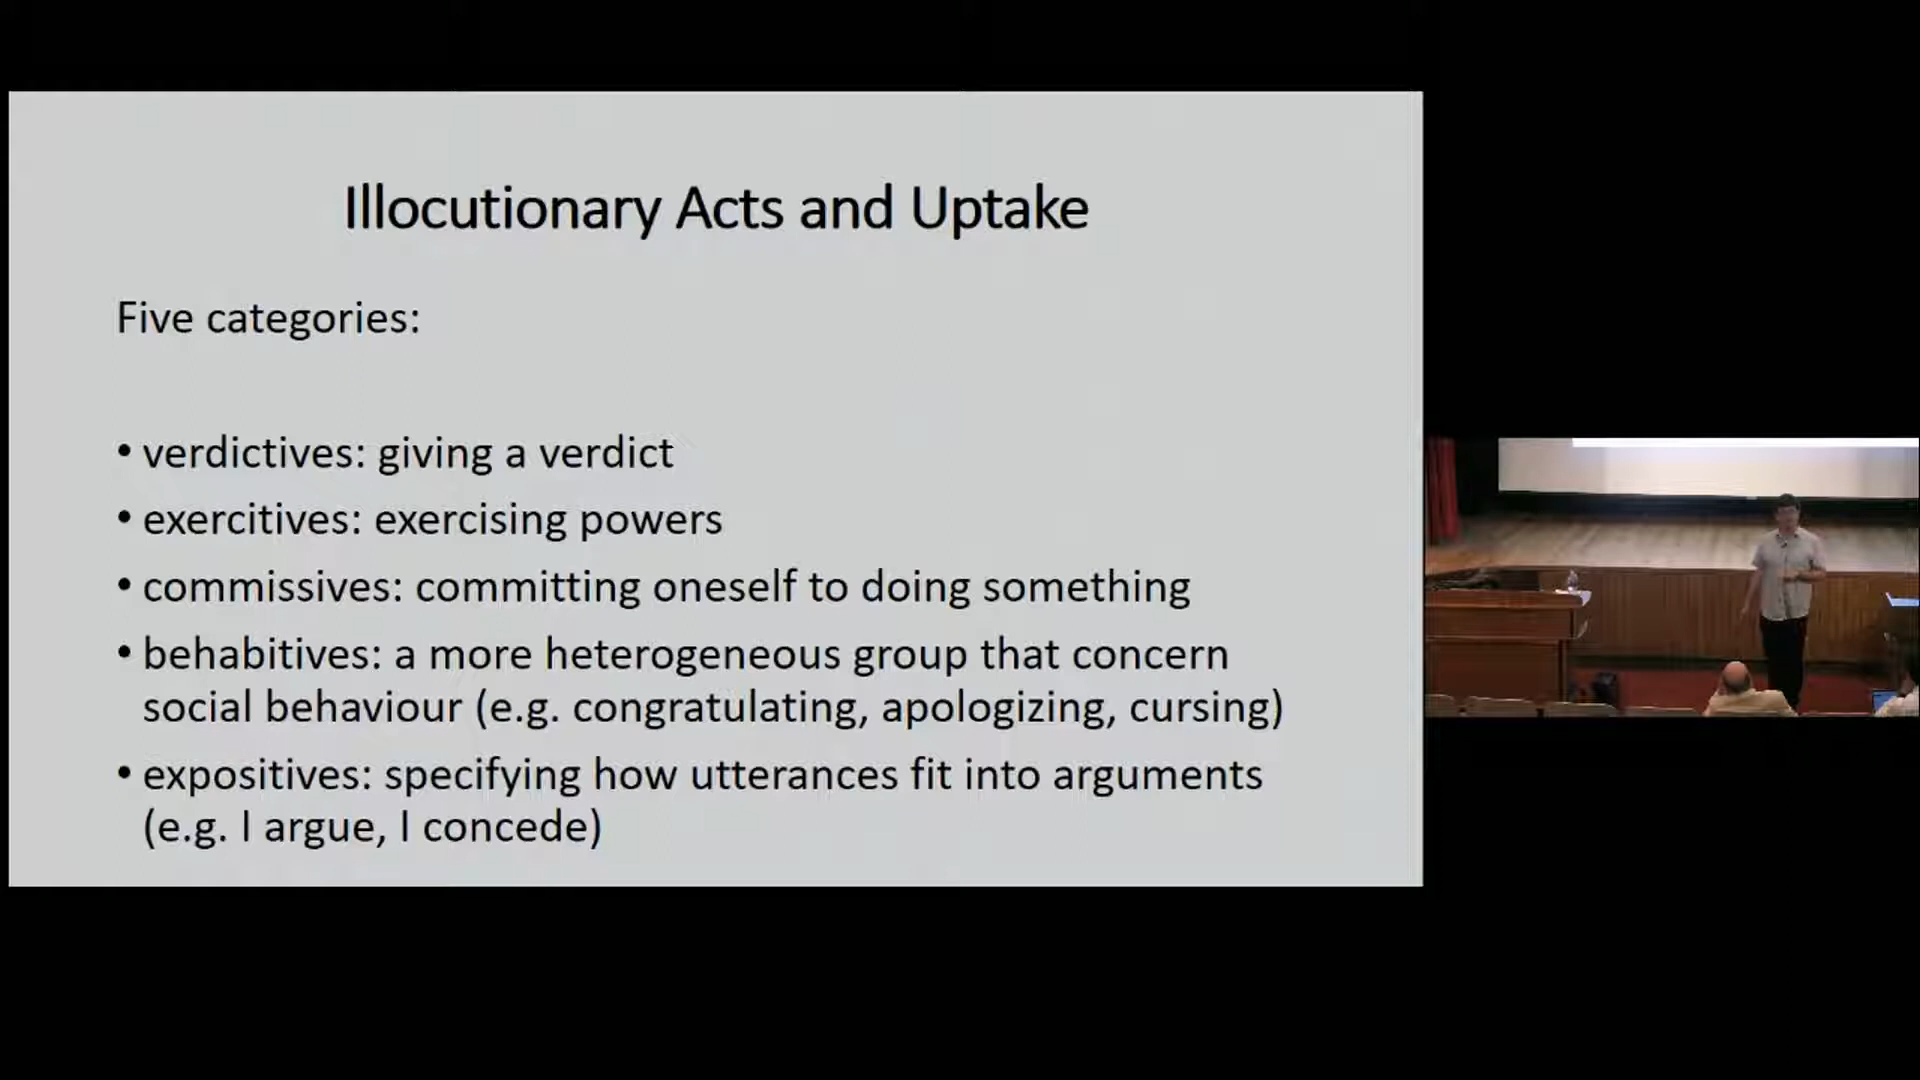 Illocutionary Acts and Uptake
Five categories:
• verdictives: giving a verdict
• exercitives: exercising powers
• commissives: committing oneself to doing something
• behabitives: a more heterogeneous group that concern
social behaviour (e.g. congratulating, apologizing, cursing)
• expositives: specifying how utterances fit into arguments
(e.g. I argue, I concede)